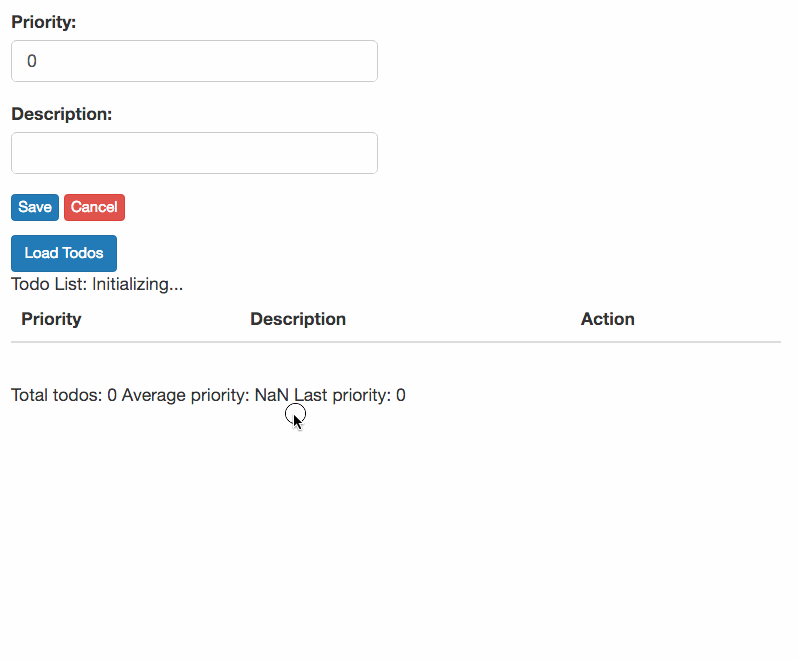 Priority:
0
Description:
Save Cancel
Load Todos
Todo List: Initializing...
Priority Description Action
Total todos: 0 Average priority: NaN Last priority: 0